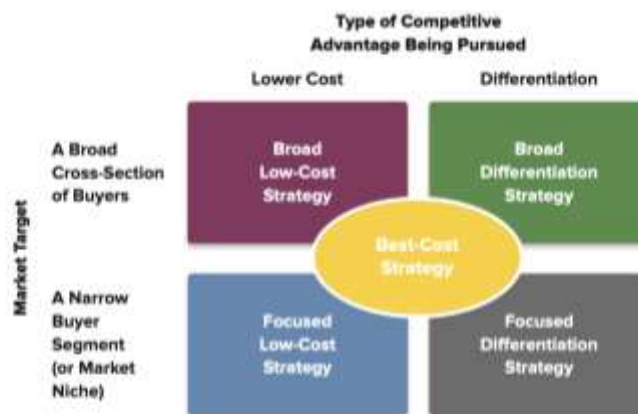 Type of Competitive
Advantage Being Pursued
Lower Cost
Differentiation
Market Target
A Broad
Cross-Section
of Buyers
Broad
Low-Cost
Strategy
Broad
Differentiation
Strategy
Best-Cost
Strategy
A Narrow
Buyer
Segment
(or Market
Niche)
Focused
Low-Cost
Strategy
Focused
Differentiation
Strategy